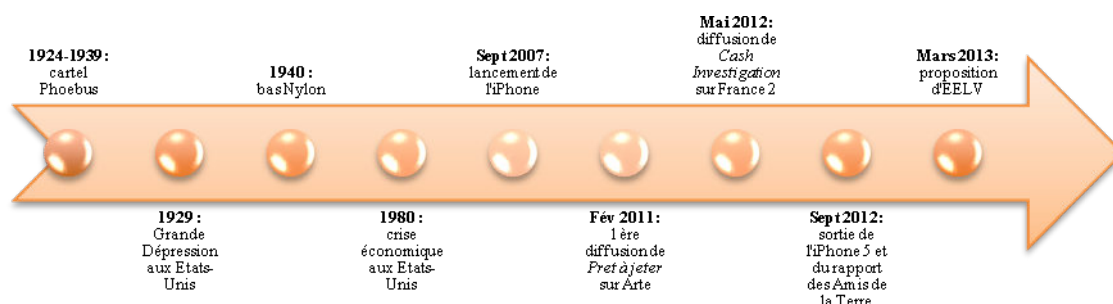 1924-1939:
cartel
Phoebus
1929:
Grande
Dépression
aux Etats-
Unis
1940:
bas Nylon
1980:
crise
économique
aux Etats-
Unis
Sept 2007:
lancement de
l'iPhone
Fév 2011:
1 ère
diffusion de
Pret à jeter
sur Arte
Mai 2012:
diffusion de
Cash
Investigation
sur France 2
Sept 2012:
sortie de
l'iPhone 5 et
du rapport
des Amis de
la Terre
Mars 2013:
proposition
d'EELV